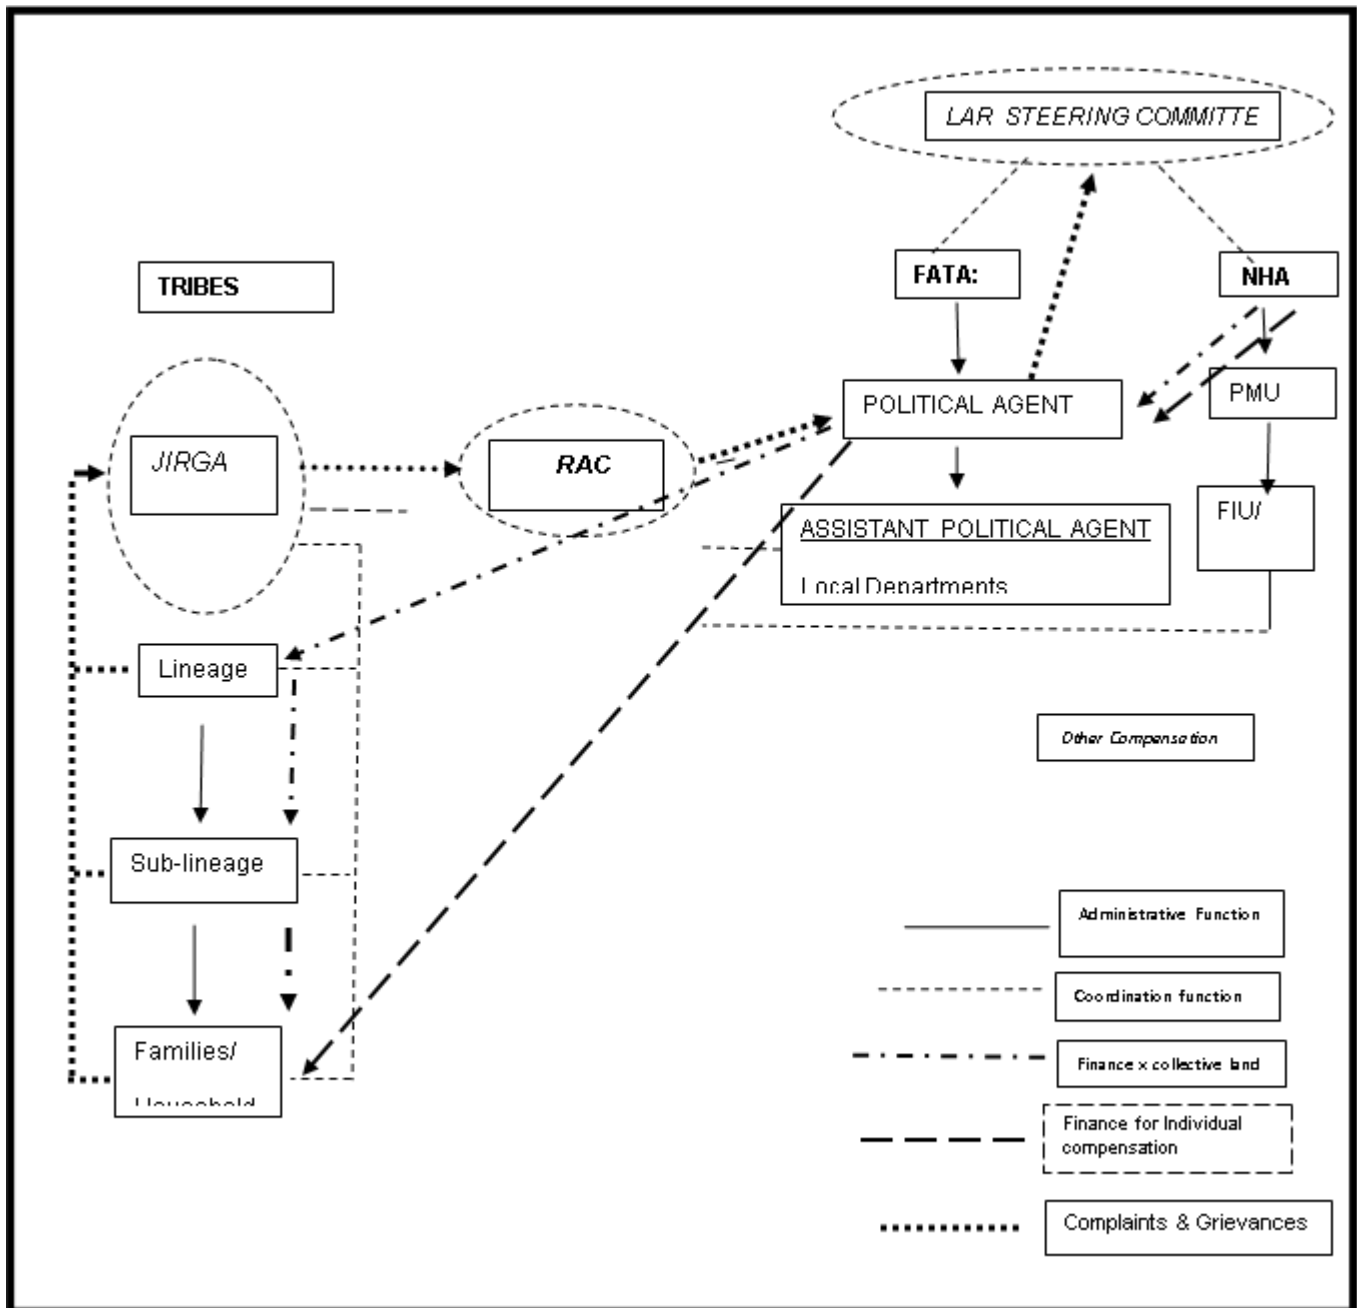 LAR STEERING COMMITTE
FATA:
NHA
TRIBES
POLITICAL AGENT
PMU
JIRGA
RAC
ASSISTANT POLITICAL AGENT
Local Departments
FIU/
Lineage
Other Compensation
Sub-lineage
Administrative Function
Coordination function
Families/
Household
Finance x collective land
Finance for Individual
compensation
Complaints & Grievances